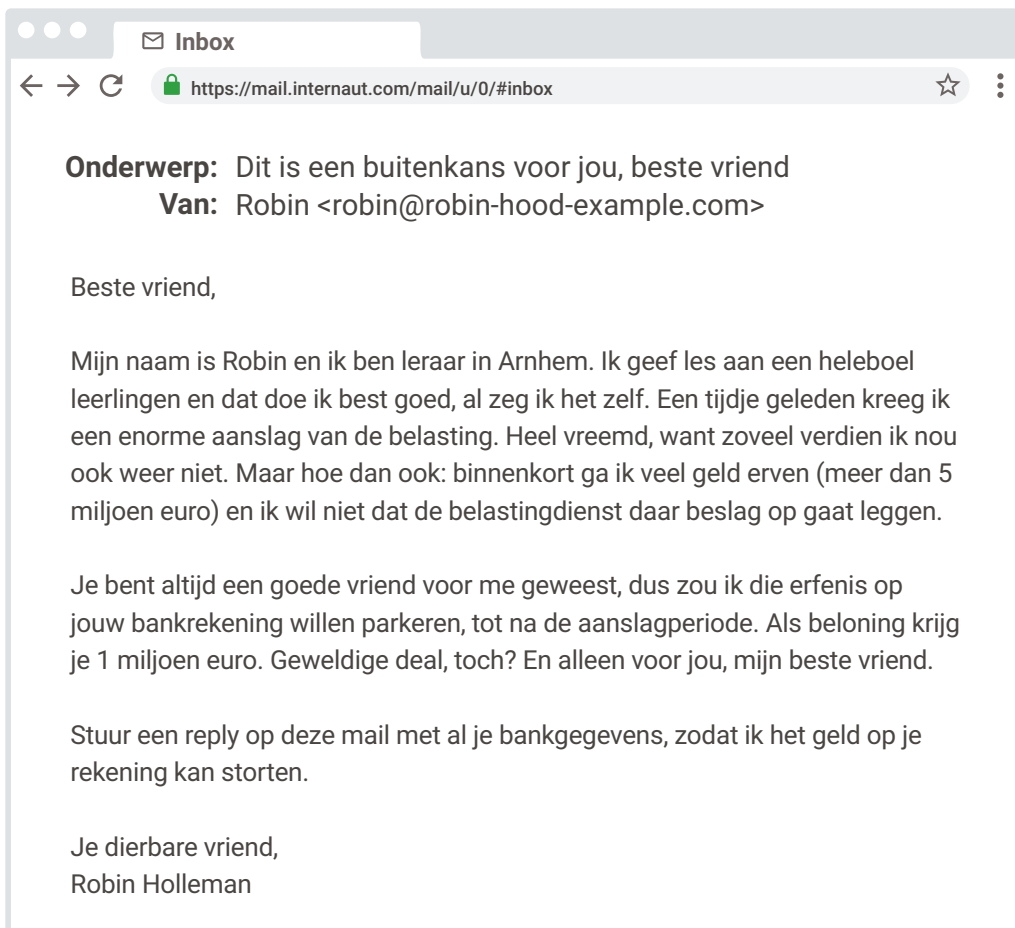 Inbox
https://mail.internaut.com/mail/u/0/#inbox
Onderwerp: Dit is een buitenkans voor jou, beste vriend
Van: Robin <robin@robin-hood-example.com>
Beste vriend,
Mijn naam is Robin en ik ben leraar in Arnhem. Ik geef les aan een heleboel
leerlingen en dat doe ik best goed, al zeg ik het zelf. Een tijdje geleden kreeg ik
een enorme aanslag van de belasting. Heel vreemd, want zoveel verdien ik nou
ook weer niet. Maar hoe dan ook: binnenkort ga ik veel geld erven (meer dan 5
miljoen euro) en ik wil niet dat de belastingdienst daar beslag op gaat leggen.
Je bent altijd een goede vriend voor me geweest, dus zou ik die erfenis op
jouw bankrekening willen parkeren, tot na de aanslagperiode. Als beloning krijg
je 1 miljoen euro. Geweldige deal, toch? En alleen voor jou, mijn beste vriend.
Stuur een reply op deze mail met al je bankgegevens, zodat ik het geld op je
rekening kan storten.
Je dierbare vriend,
Robin Holleman